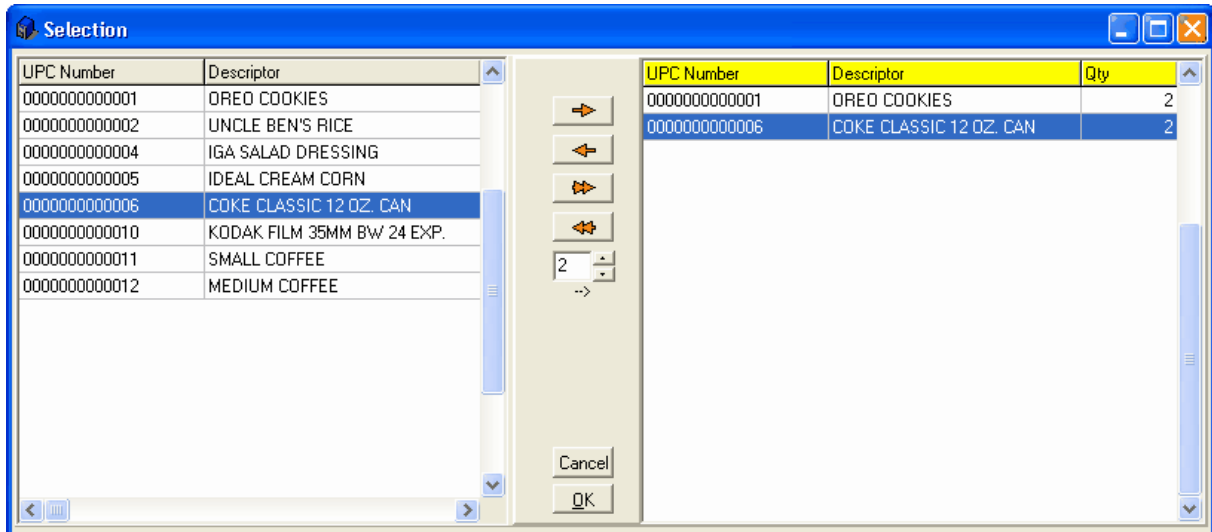 Selection
UPC Number Descriptor
0000000000001 OREO COOKIES
0000000000002 UNCLE BEN'S RICE
0000000000004 IGA SALAD DRESSING
0000000000005 IDEAL CREAM CORN
0000000000006 COKE CLASSIC 12 OZ. CAN
0000000000010 KODAK FILM 35MM BW 24 EXP.
0000000000011 SMALL COFFEE
0000000000012 MEDIUM COFFEE
2
-->
Cancel
OK
UPC Number Descriptor Qty
0000000000001 OREO COOKIES 2
0000000000006 COKE CLASSIC 12 OZ. CAN 2